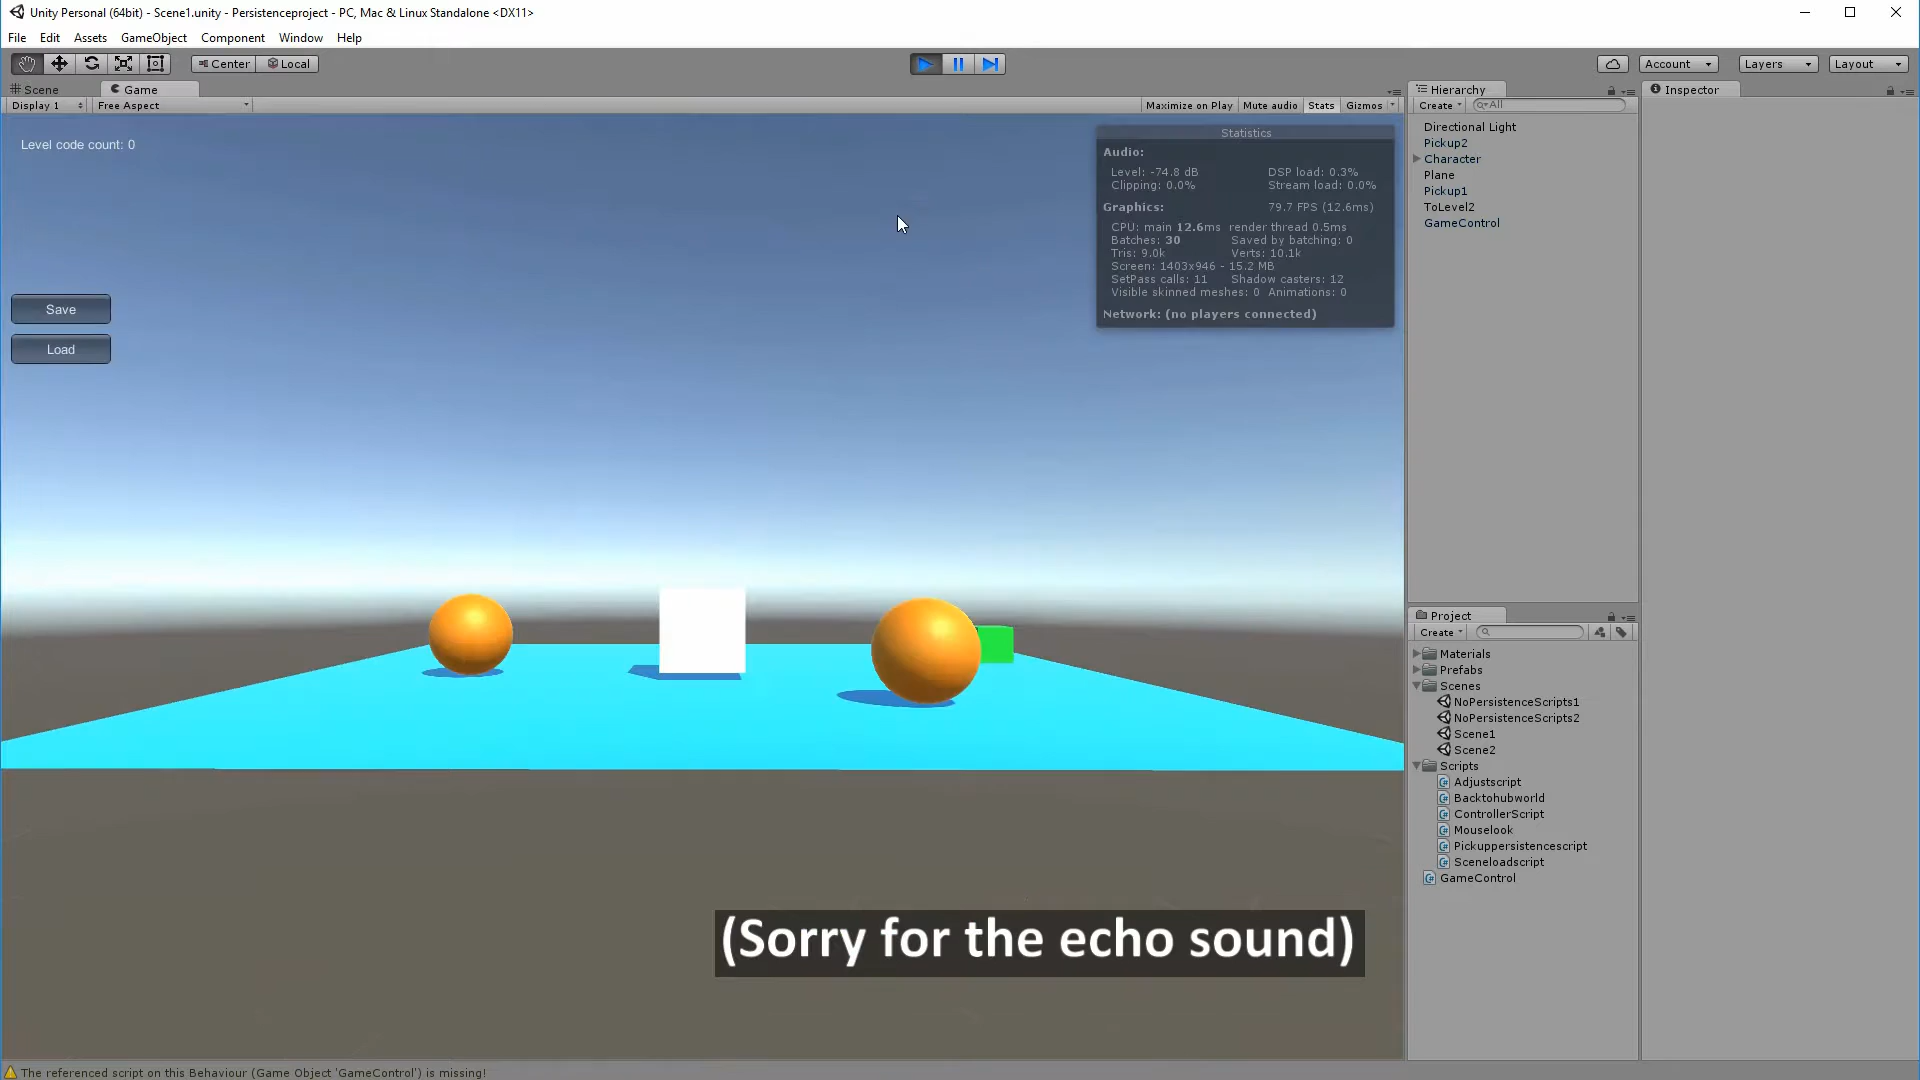 Unity Personal (64bit) - Scene1.unity - Persistenceproject - PC, Mac & Linux Standalone <DX11>
File Edit Assets GameObject Component Window Help
Center Local
Account Layers Layout
Scene Game
Display 1 Free Aspect
Maximize on Play Mute audio Stats Gizmos
Level code count: 0
Save
Load
Statistics
Audio:
Level: -74.8 dB DSP load: 0.3%
Clipping: 0.0% Stream load: 0.0%
Graphics: 79.7 FPS (12.6ms)
CPU: main 12.6ms render thread 0.5ms
Batches: 30 Saved by batching: 0
Tris: 9.0k Verts: 10.1k
Screen: 1403x946 - 15.2 MB
SetPass calls: 11 Shadow casters: 12
Visible skinned meshes: 0 Animations: 0
Network: (no players connected)
Hierarchy
Create All
Directional Light
Pickup2
Character
Plane
Pickup1
ToLevel2
GameControl
Inspector
Project
Create
Materials
Prefabs
Scenes
NoPersistenceScripts1
NoPersistenceScripts2
Scene1
Scene2
Scripts
Adjustscript
Backtohubworld
ControllerScript
Mouselook
Pickuppersistencescript
Sceneloadscript
GameControl
(Sorry for the echo sound)
The referenced script on this Behaviour (Game Object 'GameControl') is missing!